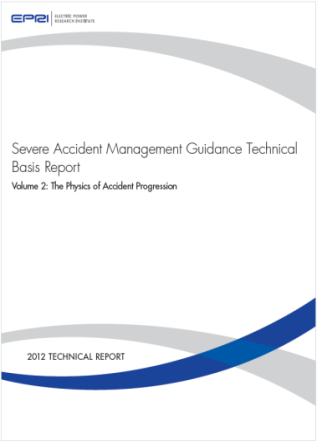 EPRI
ELECTRIC POWER
RESEARCH INSTITUTE
Severe Accident Management Guidance Technical
Basis Report
Volume 2: The Physics of Accident Progression
2012 TECHNICAL REPORT